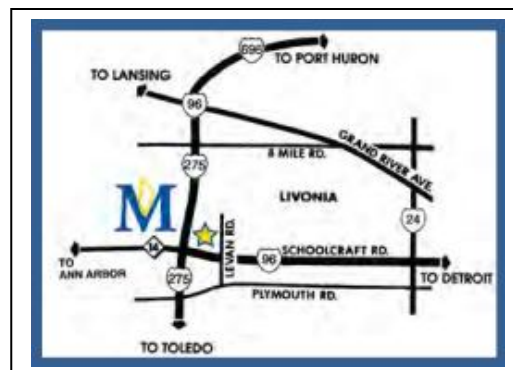 696
TO PORT HURON
TO LANSING
96
GRAND RIVER AVE.
8 MILE RD.
275
M
LIVONIA
24
LEVAN RD.
14
SCHOOLCRAFT RD.
96
TO
ANN ARBOR
275
TO DETROIT
PLYMOUTH RD.
TO TOLEDO